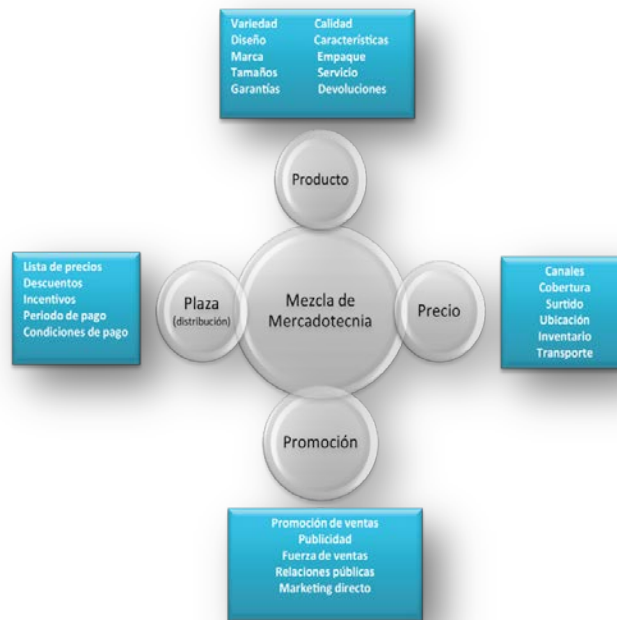 Variedad Calidad
Diseño Características
Marca Empaque
Tamaños Servicio
Garantías Devoluciones
Producto
Lista de precios
Descuentos
Incentivos
Periodo de pago
Condiciones de pago
Plaza
(distribución)
Mezcla de
Mercadotecnia
Precio
Canales
Cobertura
Surtido
Ubicación
Inventario
Transporte
Promoción
Promoción de ventas
Publicidad
Fuerza de ventas
Relaciones públicas
Marketing directo